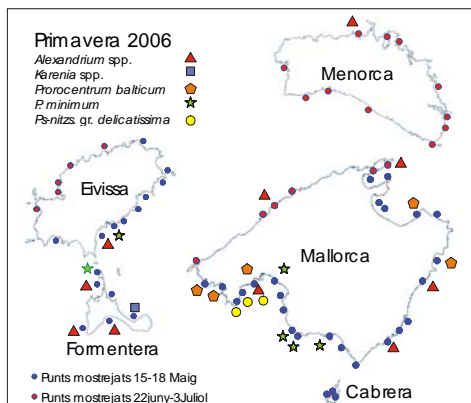 Primavera 2006
Alexandrium spp.
Karenia spp.
Prorocentrum balticum
P. minimum
Ps-nitzs. gr. delicatissima
Menorca
Eivissa
Mallorca
Formentera
Cabrera
Punts mostrejats 15-18 Maig
Punts mostrejats 22juny-3Juliol